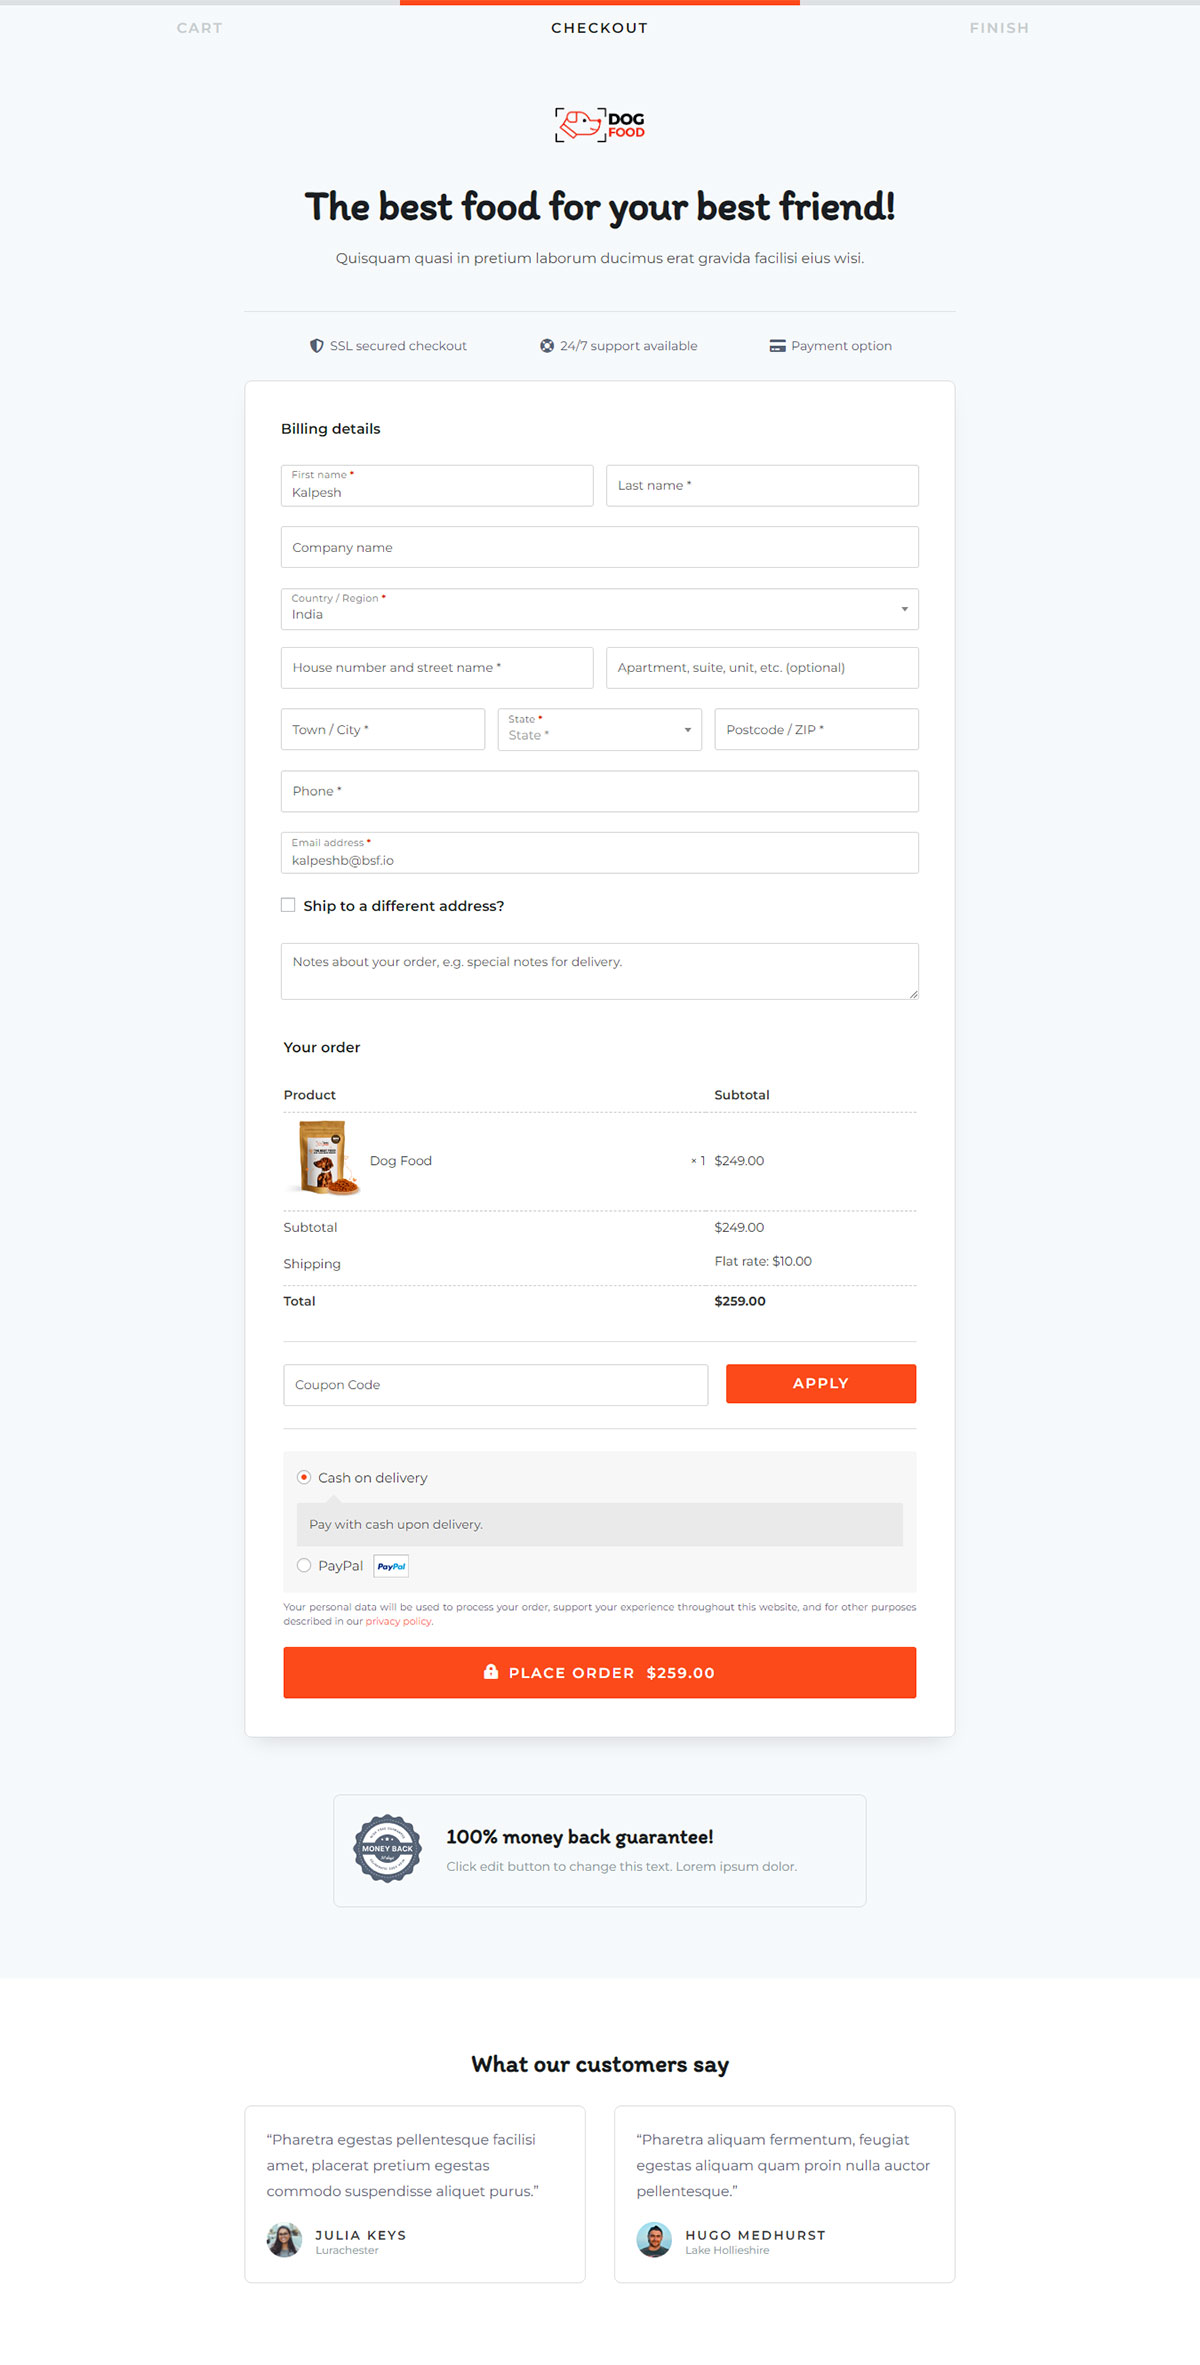 CART
CHECKOUT
FINISH
DOG
FOOD
The best food for your best friend!
Quisquam quasi in pretium laborum ducimus erat gravida facilisi eius wisi.
SSL secured checkout
24/7 support available
Payment option
Billing details
First name *
Kalpesh
Last name *
Company name
Country / Region *
India
House number and street name *
Apartment, suite, unit, etc. (optional)
Town / City *
State *
State *
Postcode / ZIP *
Phone *
Email address *
kalpeshb@bsf.io
Ship to a different address?
Notes about your order, e.g. special notes for delivery.
Your order
Product Subtotal
Dog Food × 1 $249.00
Subtotal $249.00
Shipping Flat rate: $10.00
Total $259.00
Coupon Code
APPLY
Cash on delivery
Pay with cash upon delivery.
PayPal PayPal
Your personal data will be used to process your order, support your experience throughout this website, and for other purposes
described in our privacy policy.
PLACE ORDER $259.00
MONEY BACK
100% money back guarantee!
Click edit button to change this text. Lorem ipsum dolor.
What our customers say
“Pharetra egestas pellentesque facilisi
amet, placerat pretium egestas
commodo suspendisse aliquet purus.”
JULIA KEYS
Lurachester
“Pharetra aliquam fermentum, feugiat
egestas aliquam quam proin nulla auctor
pellentesque.”
HUGO MEDHURST
Lake Hollieshire